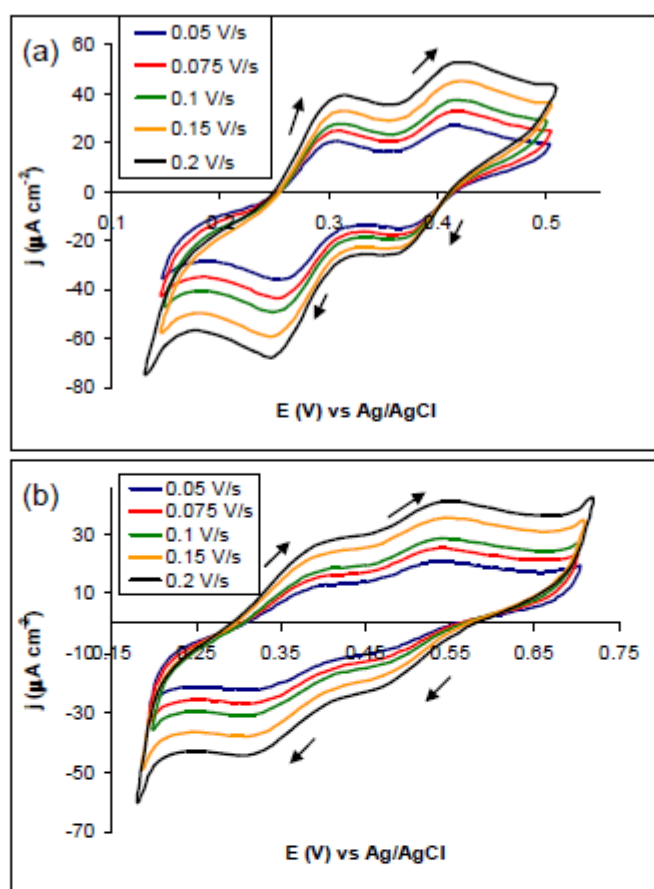 (a)
0.05 V/s
0.075 V/s
0.1 V/s
0.15 V/s
0.2 V/s
60
40
20
0
-20
-40
-60
-80
0.1 0.2 0.3 0.4 0.5
j (µA cm-2)
E (V) vs Ag/AgCl
(b)
0.05 V/s
0.075 V/s
0.1 V/s
0.15 V/s
0.2 V/s
30
10
-10
-30
-50
-70
0.15 0.25 0.35 0.45 0.55 0.65 0.75
j (µA cm-2)
E (V) vs Ag/AgCl